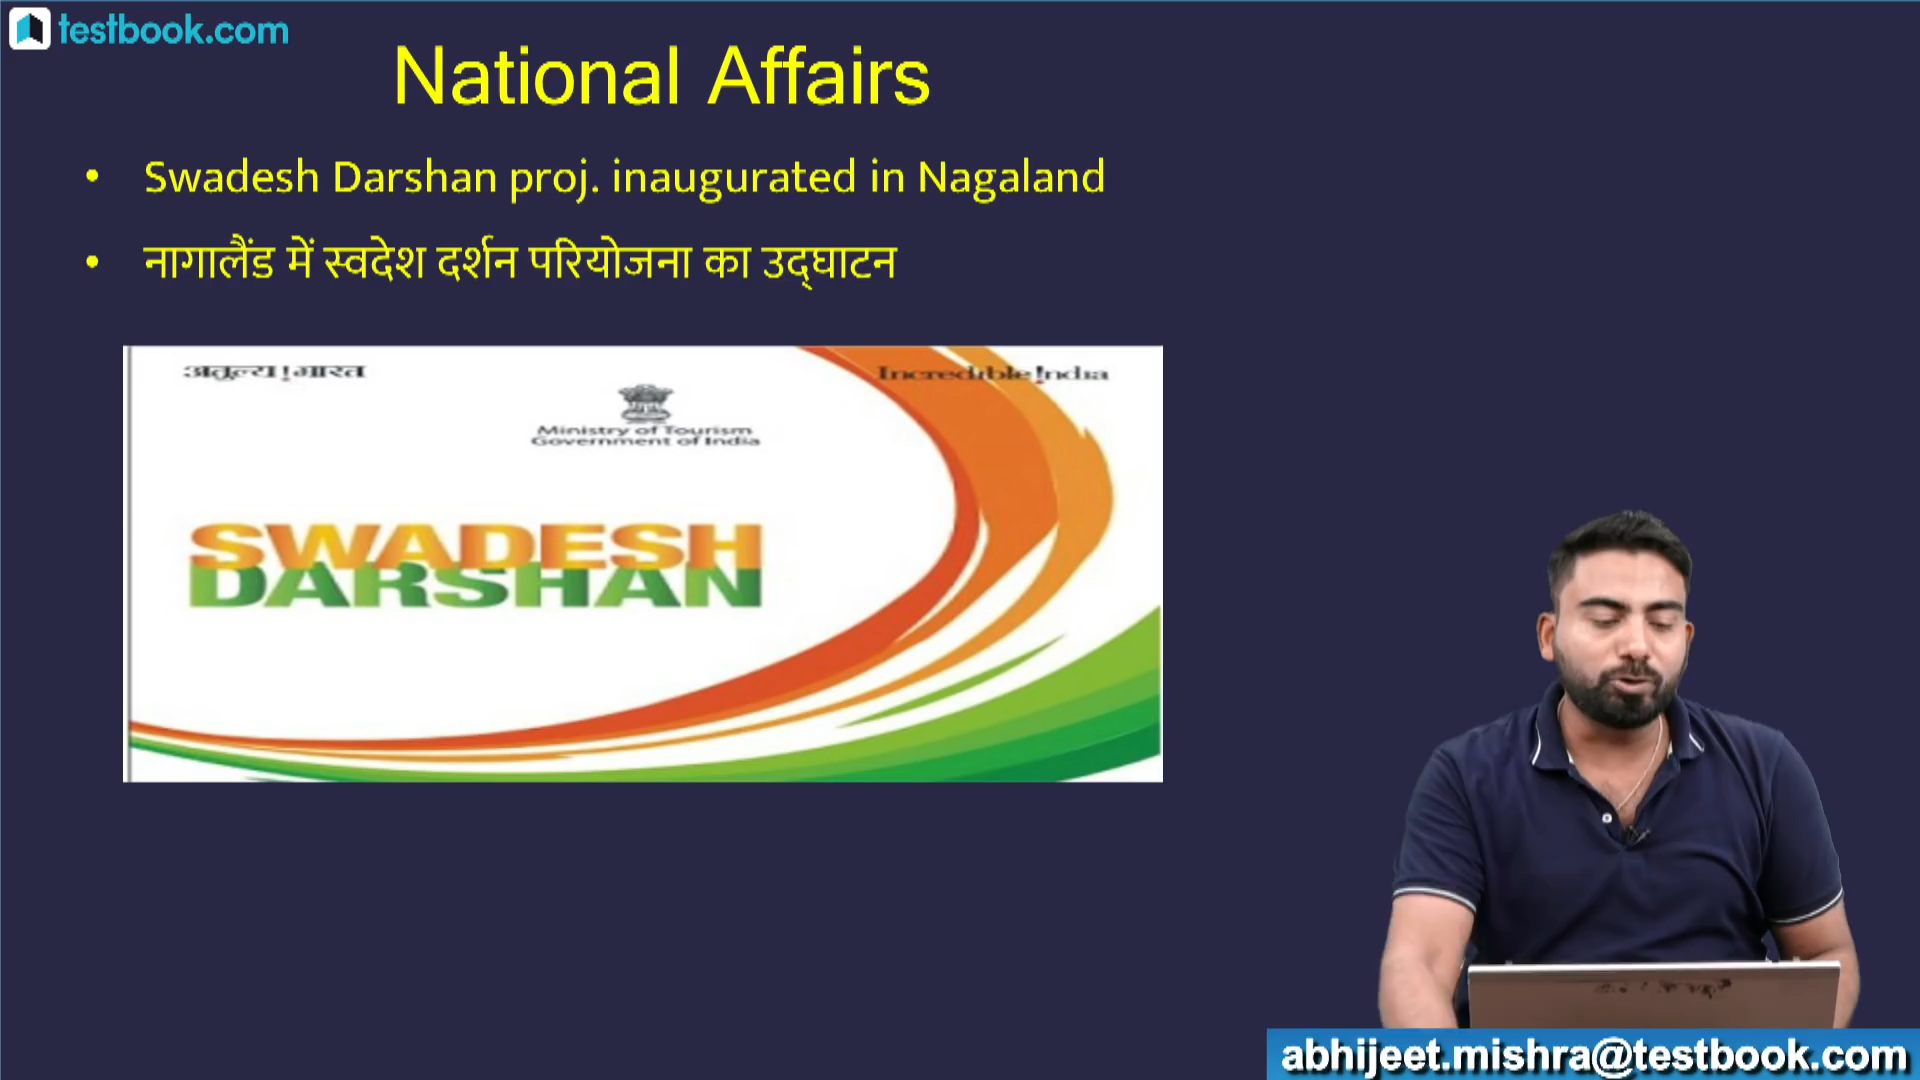 testbook.com
National Affairs
• Swadesh Darshan proj. inaugurated in Nagaland
• नागालैंड में स्वदेश दर्शन परियोजना का उद्घाटन
अतुल्य!भारत
Incredible!ndia
Ministry of Tourism
Government of India
SWADESH
DARSHAN
abhijeet.mishra@testbook.com